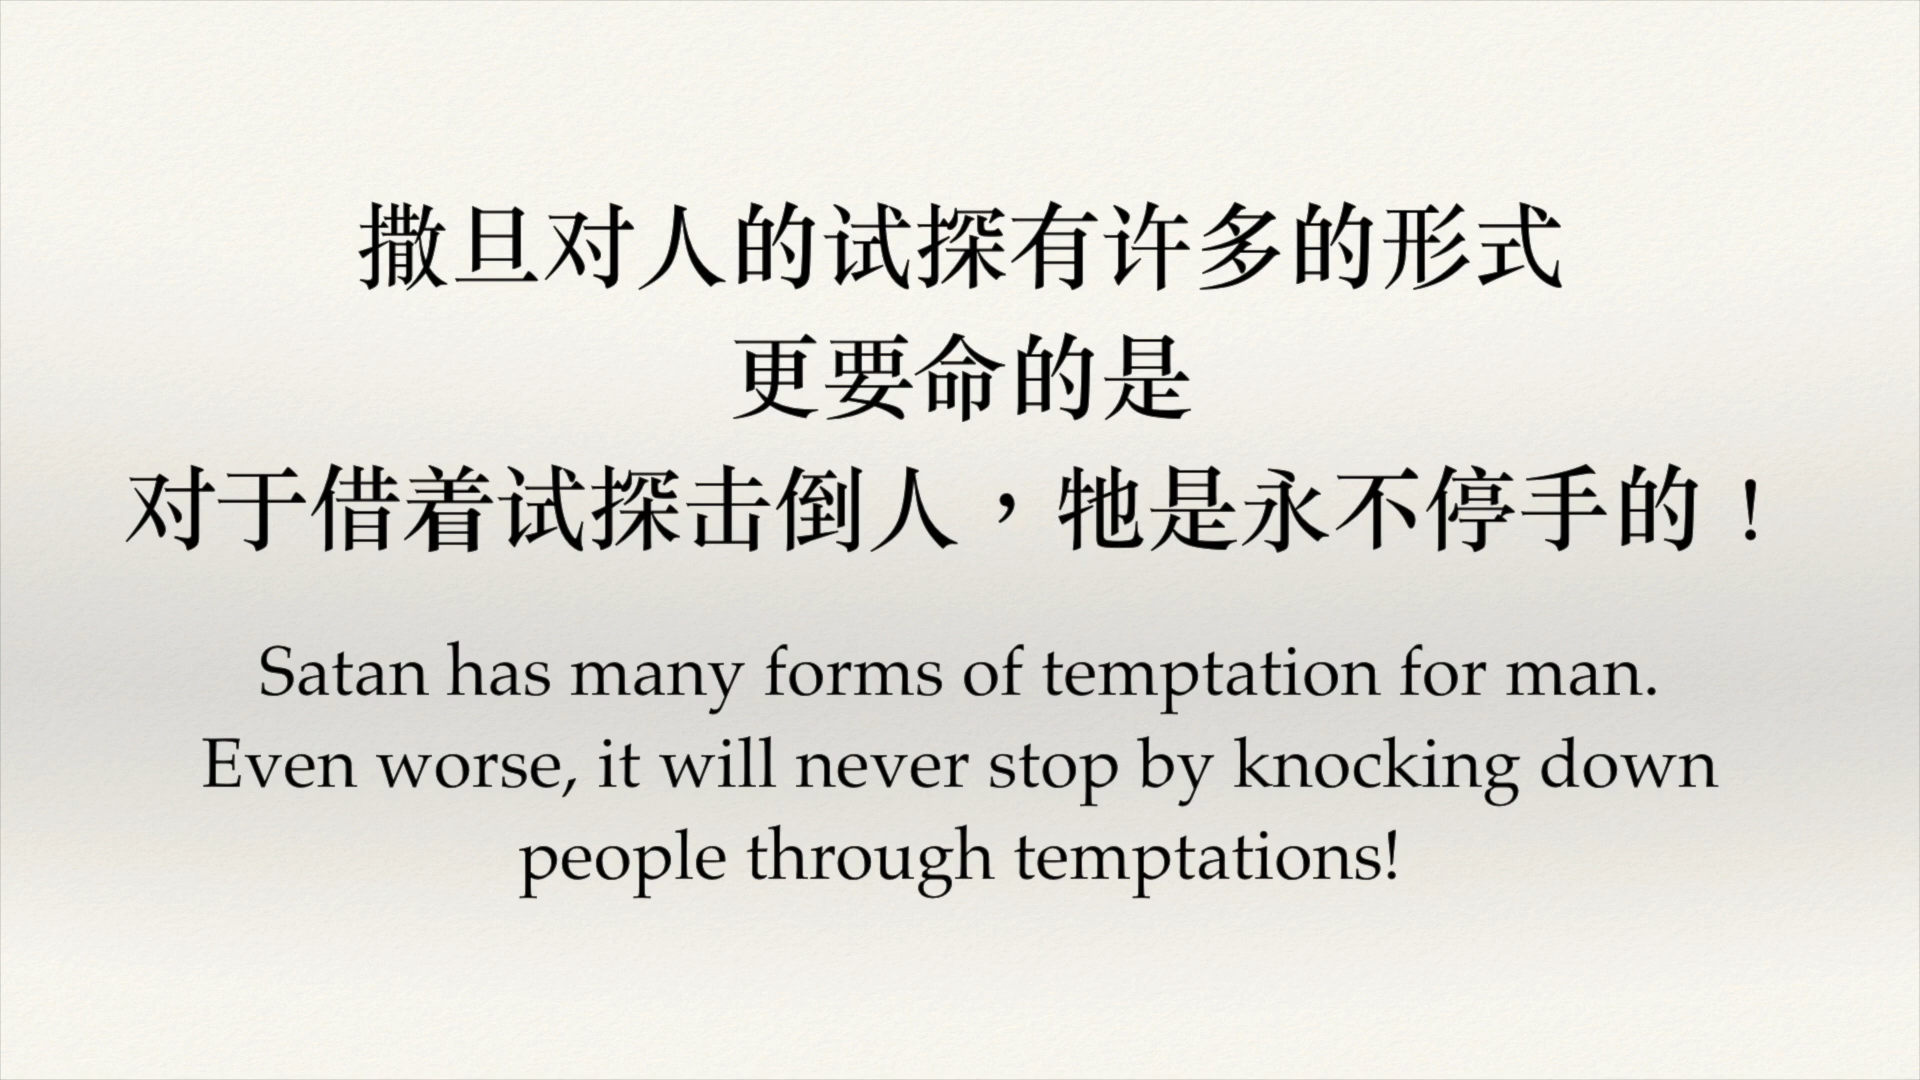 撒旦对人的试探有许多的形式
更要命的是
对于借着试探击倒人，牠是永不停手的！
Satan has many forms of temptation for man.
Even worse, it will never stop by knocking down
people through temptations!